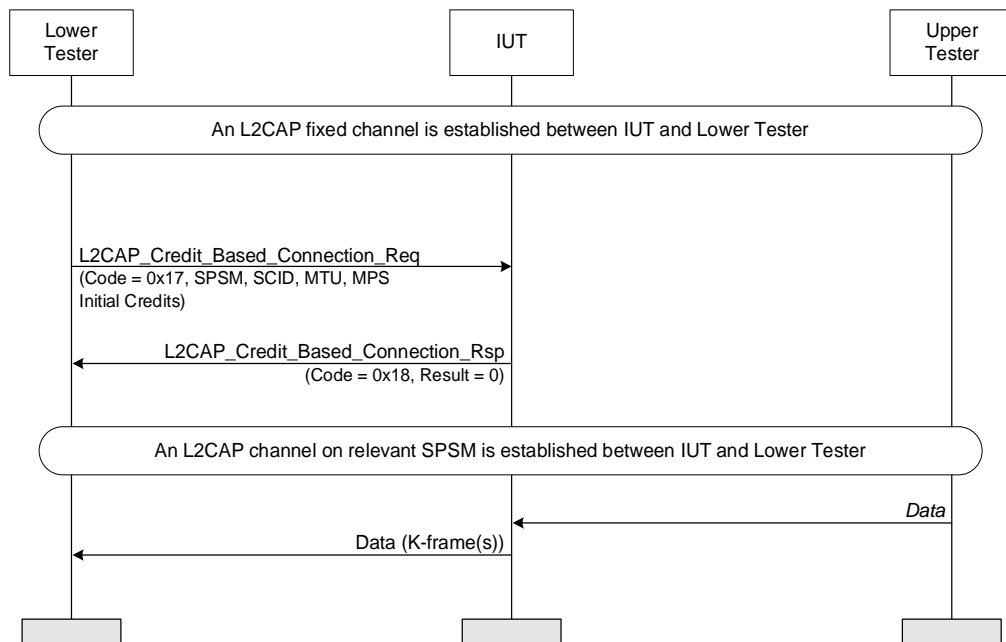 Lower
Tester
IUT
Upper
Tester
An L2CAP fixed channel is established between IUT and Lower Tester
L2CAP_Credit_Based_Connection_Req
(Code = 0x17, SPSM, SCID, MTU, MPS
Initial Credits)
L2CAP_Credit_Based_Connection_Rsp
(Code = 0x18, Result = 0)
An L2CAP channel on relevant SPSM is established between IUT and Lower Tester
Data
Data (K-frame(s))